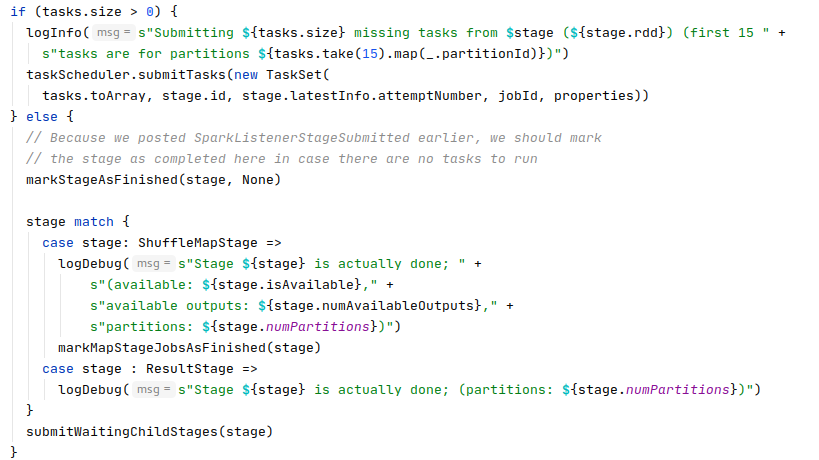 if (tasks.size > 0) {
  logInfo( msg = s"Submitting ${tasks.size} missing tasks from $stage (${stage.rdd}) (first 15 " +
    s"tasks are for partitions ${tasks.take(15).map(_.partitionId)})")
  taskScheduler.submitTasks(new TaskSet(
    tasks.toArray, stage.id, stage.latestInfo.attemptNumber, jobId, properties))
} else {
  // Because we posted SparkListenerStageSubmitted earlier, we should mark
  // the stage as completed here in case there are no tasks to run
  markStageAsFinished(stage, None)

  stage match {
    case stage: ShuffleMapStage =>
      logDebug( msg = s"Stage ${stage} is actually done; " +
          s"(available: ${stage.isAvailable}," +
          s"available outputs: ${stage.numAvailableOutputs}," +
          s"partitions: ${stage.numPartitions})")
      markMapStageJobsAsFinished(stage)
    case stage : ResultStage =>
      logDebug( msg = s"Stage ${stage} is actually done; (partitions: ${stage.numPartitions})")
  }
  submitWaitingChildStages(stage)
}